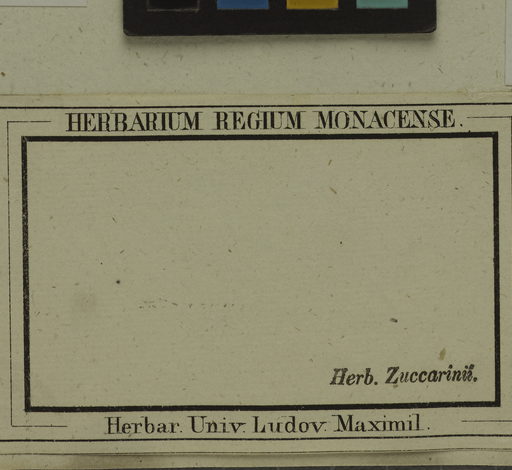 HERBARIUM REGIUM MONACENSE.
Herb. Zuccarinii.
Herbar. Univ. Ludov. Maximil.